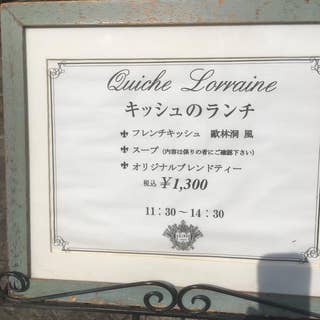 Quiche Lorraine
キッシュのランチ
フレンチキッシュ 歐林洞 風
スープ (内容は係りの者にご確認下さい)
オリジナルブレンドティー
税込 ¥1,300
11:30〜14:30